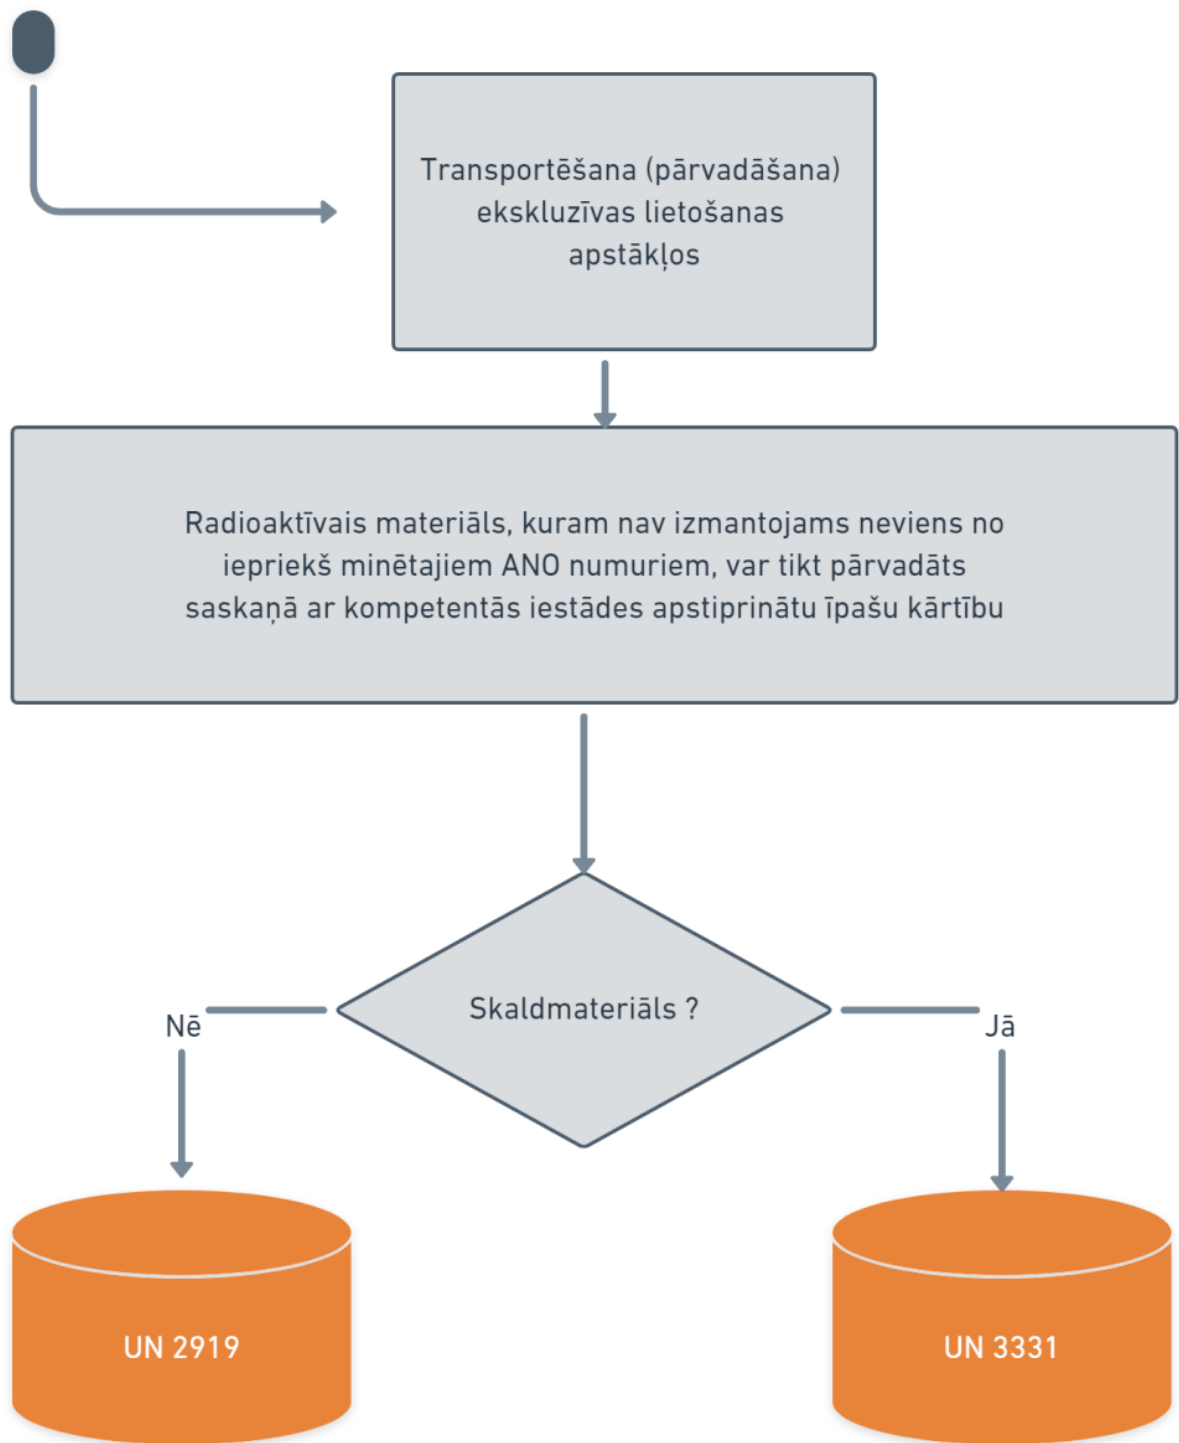 Transportēšana (pārvadāšana)
ekskluzīvas lietošanas
apstākļos
Radioaktīvais materiāls, kuram nav izmantojams neviens no
iepriekš minētajiem ANO numuriem, var tikt pārvadāts
saskaņā ar kompetentās iestādes apstiprinātu īpašu kārtību
Skaldmateriāls ?
Nē
Jā
UN 2919
UN 3331